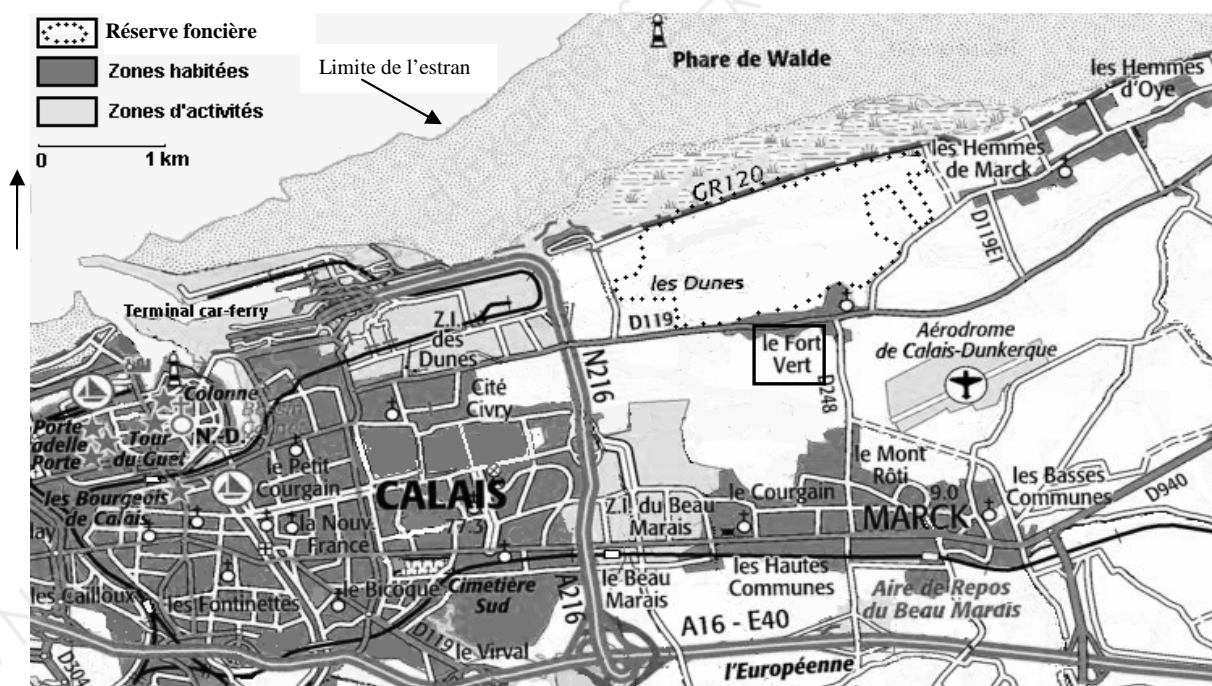 Réserve foncière
Zones habitées
Zones d'activités
0 1 km
Limite de l'estran
Phare de Walde
les Hemmes
d'Oye
les Hemmes
de Marck
GR120
D119E1
les Dunes
Terminal car-ferry
Z.I.
des
Dunes
D119
le Fort
Vert
Aérodrome
de Calais-Dunkerque
N216
D248
Colonne
Cité
Civry
Porte
adelle
Porte
Tour
du Guet
N.-D.
le Petit
Courgain
les Bourgeois
de Calais
CALAIS
77.3
la Nouv.
France
lay
Z.I. du Beau
Marais
le Courgain
le Mont
Rôti
9.0
MARCK
les Basses
Communes
D940
le Bicoque
Cimetière
Sud
A216
le Beau
Marais
les Hautes
Communes
Aire de Repos
du Beau Marais
les Cailloux
les Fontinettes
D119
le Virval
A16 - E40
l'Européenne
D304